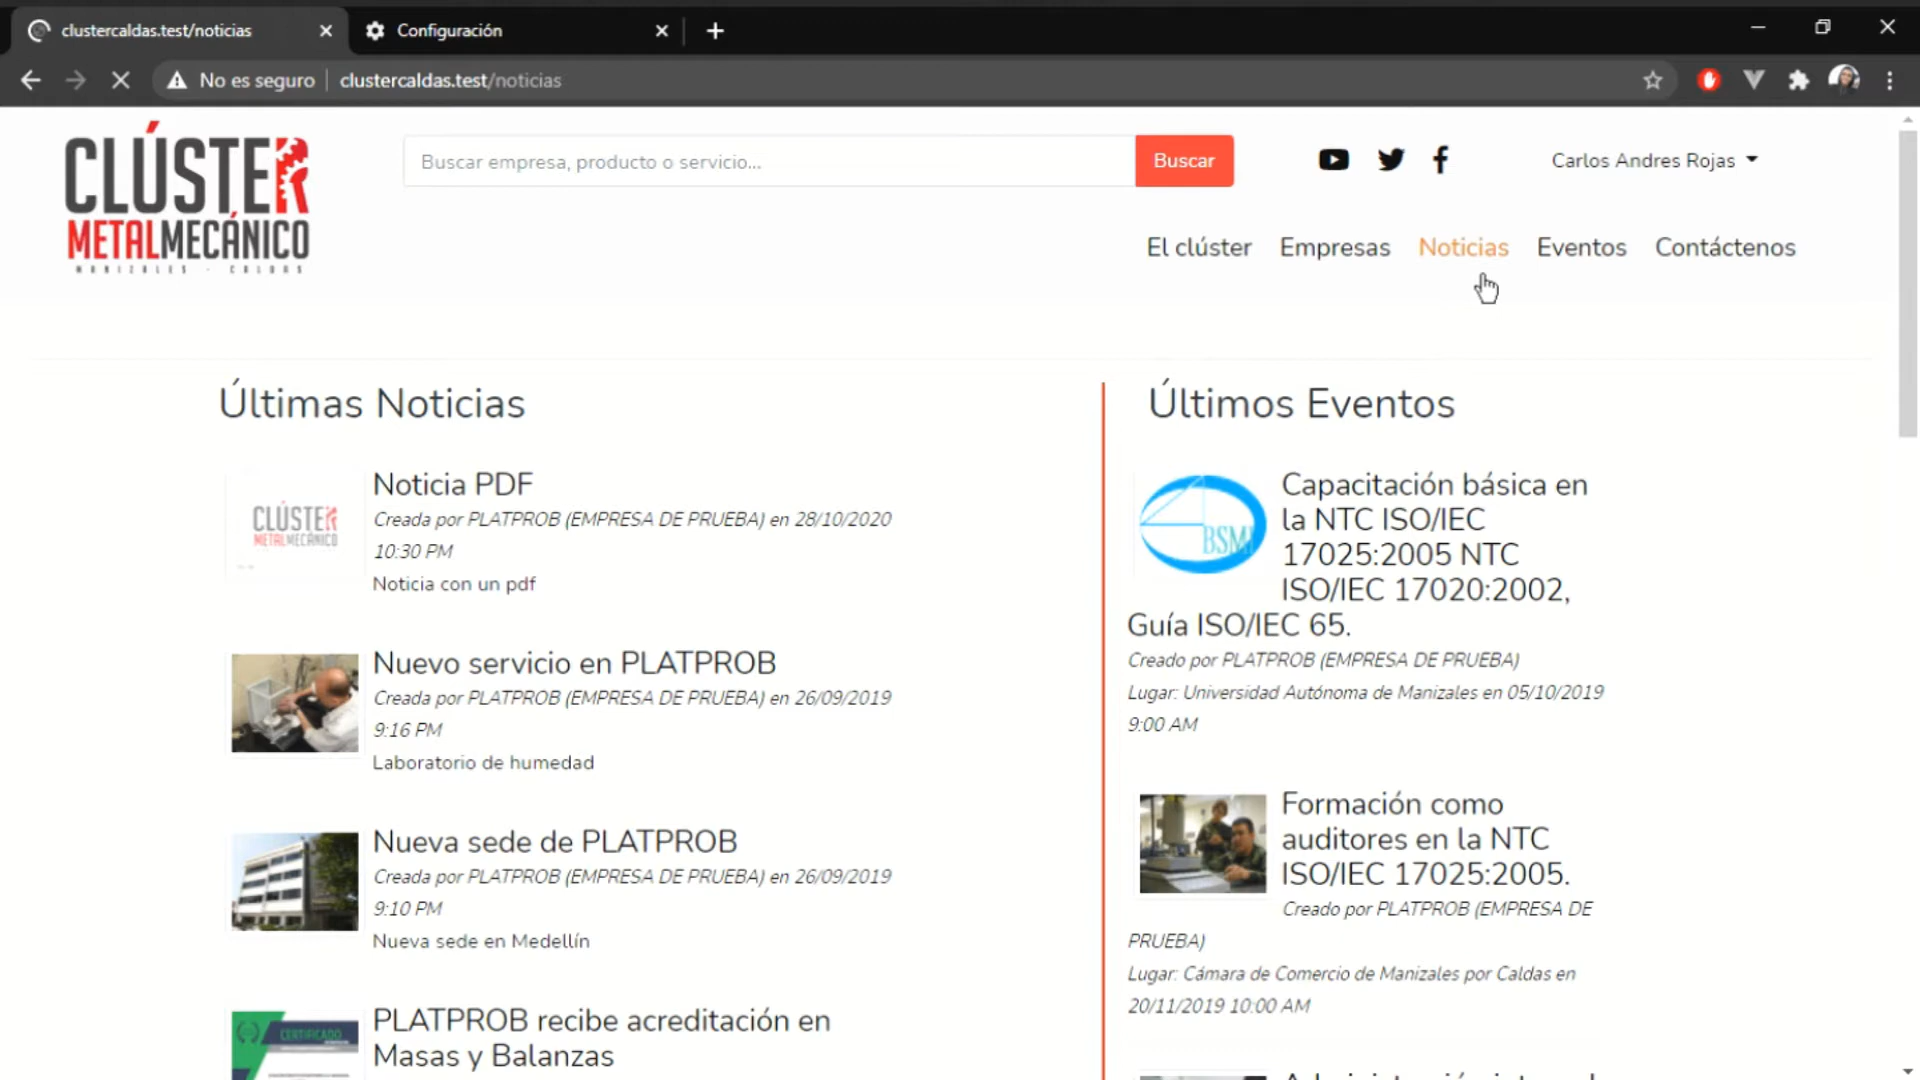 clustercaldas.test/noticias
Configuración
No es seguro
clustercaldas.test/noticias
CLÚSTER
METALMECÁNICO
MANIZALES - CALDAS
Buscar empresa, producto o servicio...
Buscar
Carlos Andres Rojas
El clúster
Empresas
Noticias
Eventos
Contáctenos
Últimas Noticias
CLÚSTER
METALMECÁNICO
Noticia PDF
Creada por PLATPROB (EMPRESA DE PRUEBA) en 28/10/2020
10:30 PM
Noticia con un pdf
Nuevo servicio en PLATPROB
Creada por PLATPROB (EMPRESA DE PRUEBA) en 26/09/2019
9:16 PM
Laboratorio de humedad
Nueva sede de PLATPROB
Creada por PLATPROB (EMPRESA DE PRUEBA) en 26/09/2019
9:10 PM
Nueva sede en Medellín
CERTIFICADO
PLATPROB recibe acreditación en
Masas y Balanzas
Últimos Eventos
BSMI
Capacitación básica en
la NTC ISO/IEC
17025:2005 NTC
ISO/IEC 17020:2002,
Guía ISO/IEC 65.
Creado por PLATPROB (EMPRESA DE PRUEBA)
Lugar: Universidad Autónoma de Manizales en 05/10/2019
9:00 AM
Formación como
auditores en la NTC
ISO/IEC 17025:2005.
Creado por PLATPROB (EMPRESA DE
PRUEBA)
Lugar: Cámara de Comercio de Manizales por Caldas en
20/11/2019 10:00 AM